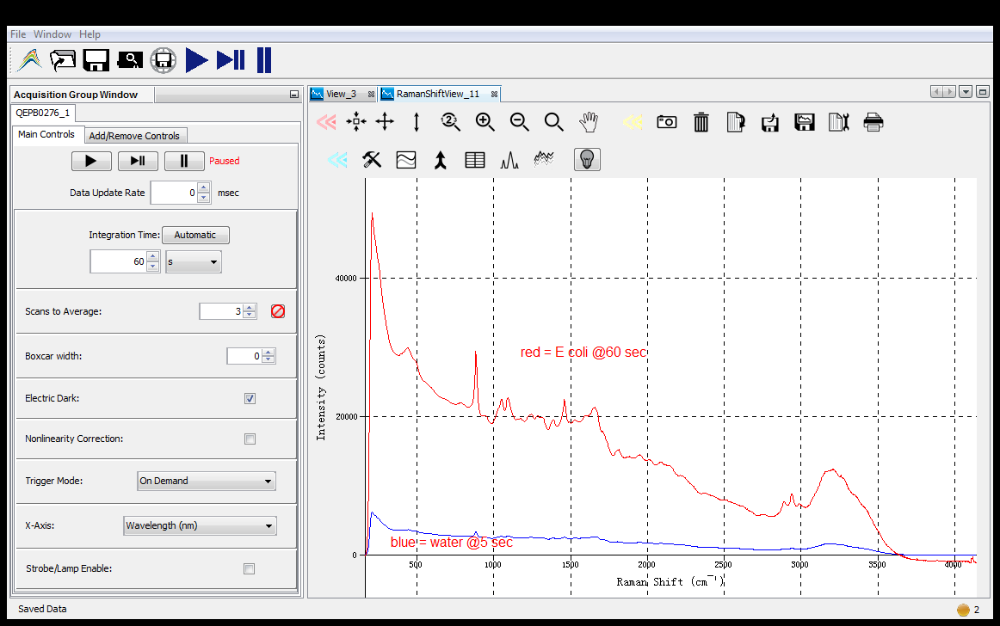 File Window Help
Acquisition Group Window
QEPB0276_1
Main Controls Add/Remove Controls
Paused
Data Update Rate 0 msec
Integration Time: Automatic
60 s
Scans to Average: 3
Boxcar width: 0
Electric Dark:
Nonlinearity Correction:
Trigger Mode: On Demand
X-Axis: Wavelength (nm)
Strobe/Lamp Enable:
View_3 RamanShiftView_11
2
Intensity (counts)
40000
20000
0
red = E coli @60 sec
blue = water @5 sec
500 1000 1500 2000 2500 3000 3500 4000
Raman Shift (cm⁻¹)
Saved Data
2